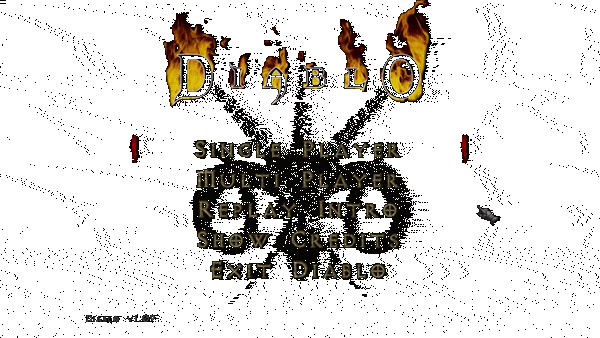 DIABLO
SINGLE PLAYER
MULTI PLAYER
REPLAY INTRO
SHOW CREDITS
EXIT DIABLO